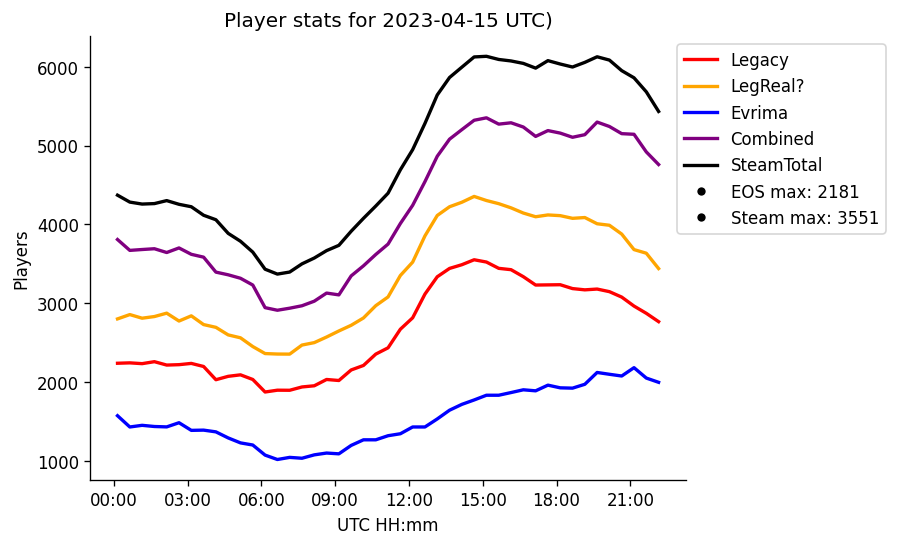 Player stats for 2023-04-15 UTC)
Legacy
LegReal?
Evrima
Combined
SteamTotal
EOS max: 2181
Steam max: 3551
Players
6000
5000
4000
3000
2000
1000
00:00 03:00 06:00 09:00 12:00 15:00 18:00 21:00
UTC HH:mm